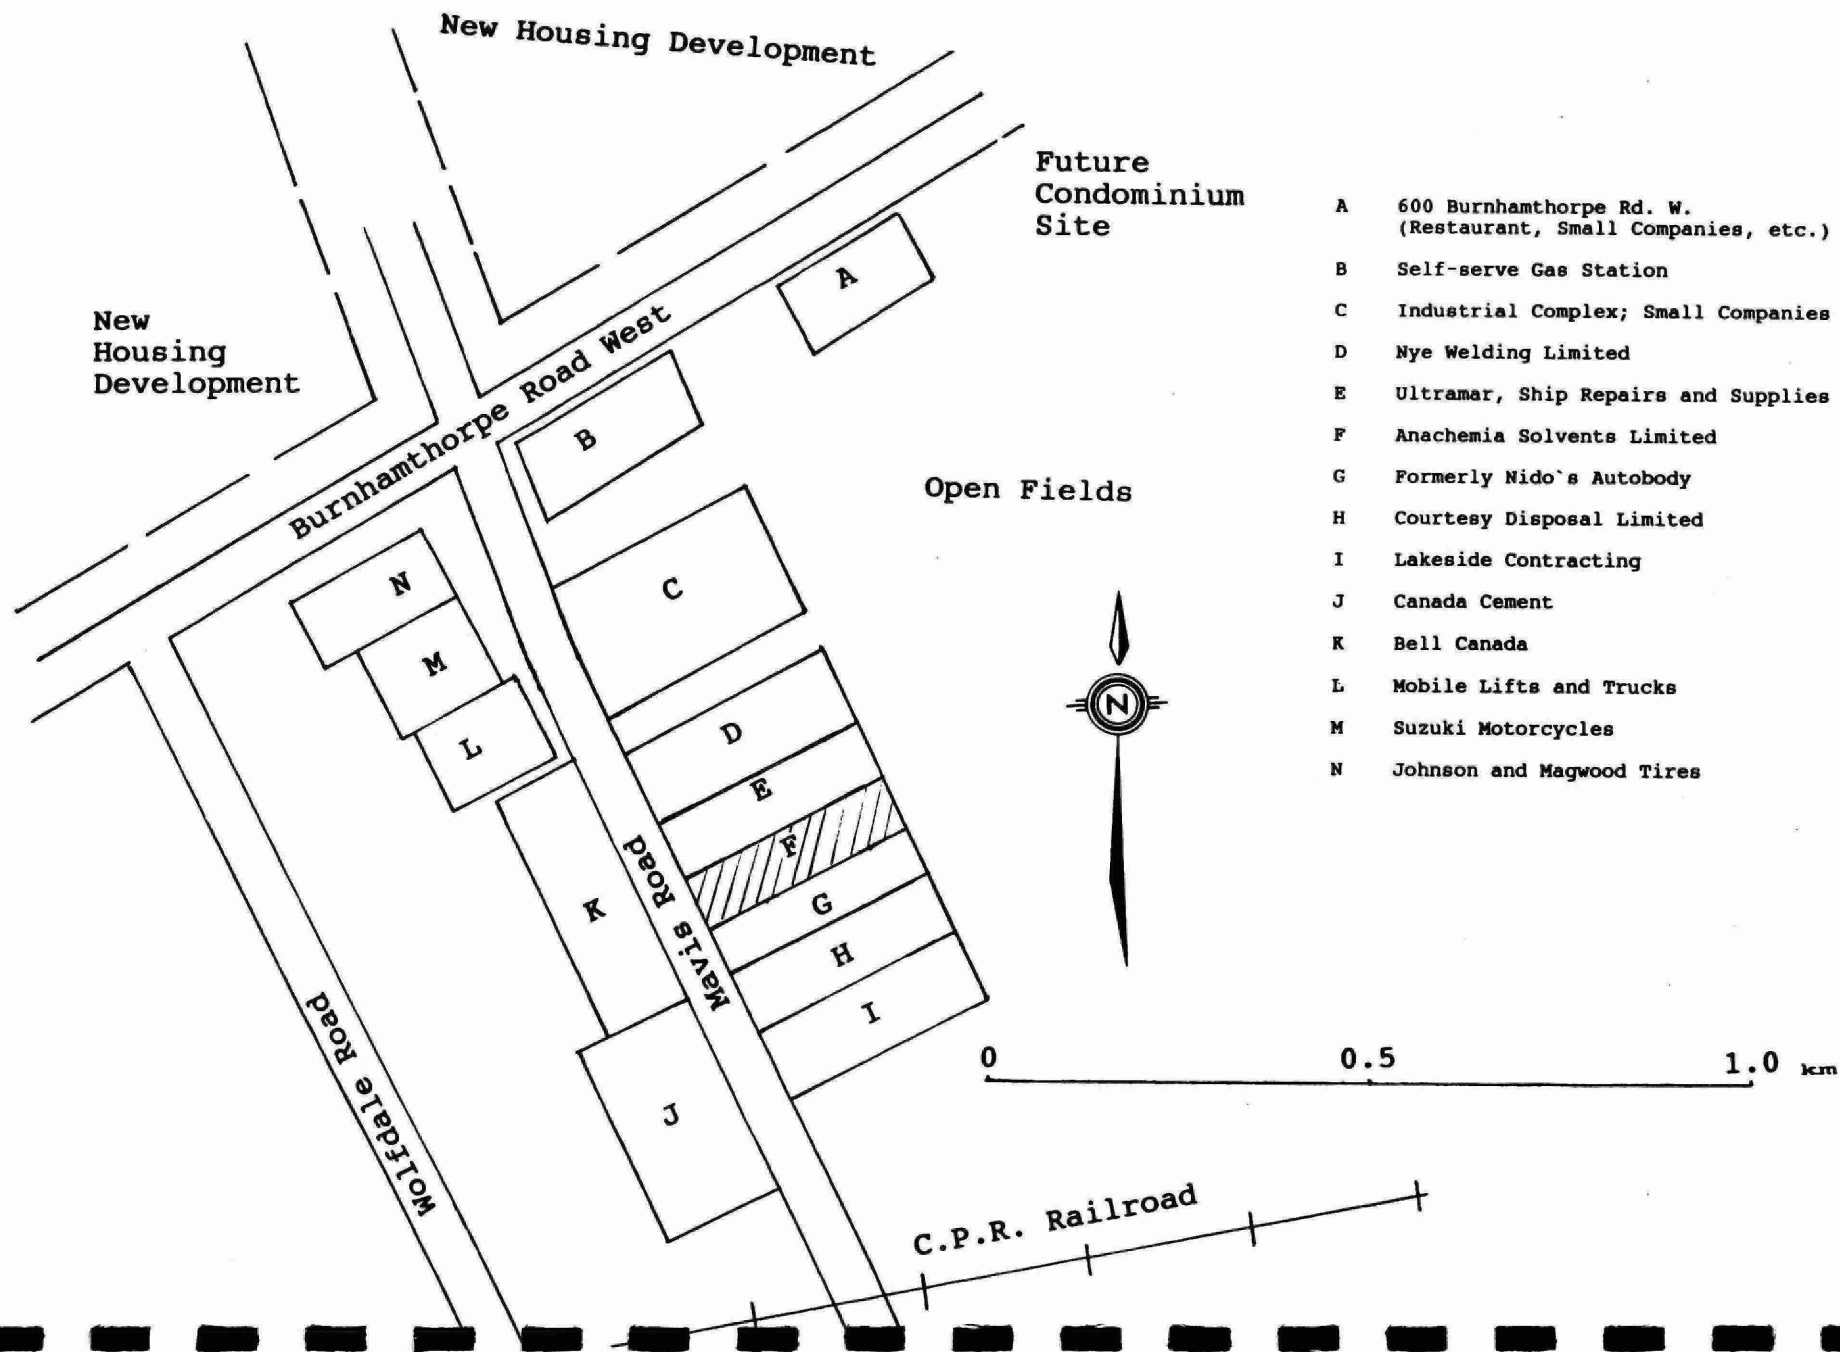 New Housing Development
Future
Condominium
Site
New
Housing
Development
Burnhamthorpe Road West
Open Fields
A
B
C
D
E
F
G
H
I
J
K
L
M
N
Mavis Road
Wolfdale Road
C.P.R. Railroad
N
0 0.5 1.0 km
A 600 Burnhamthorpe Rd. W.
(Restaurant, Small Companies, etc.)
B Self-serve Gas Station
C Industrial Complex; Small Companies
D Nye Welding Limited
E Ultramar, Ship Repairs and Supplies
F Anachemia Solvents Limited
G Formerly Nido`s Autobody
H Courtesy Disposal Limited
I Lakeside Contracting
J Canada Cement
K Bell Canada
L Mobile Lifts and Trucks
M Suzuki Motorcycles
N Johnson and Magwood Tires